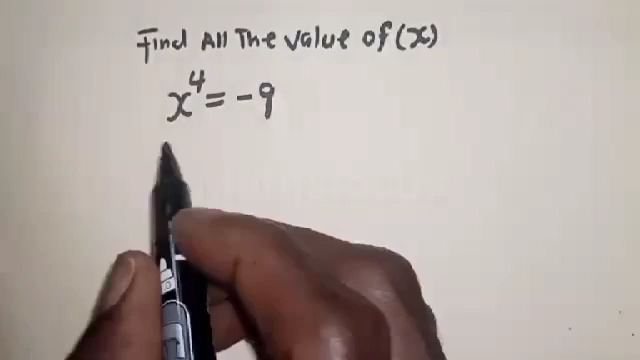 Find All The Value of (x)
x⁴ = -9